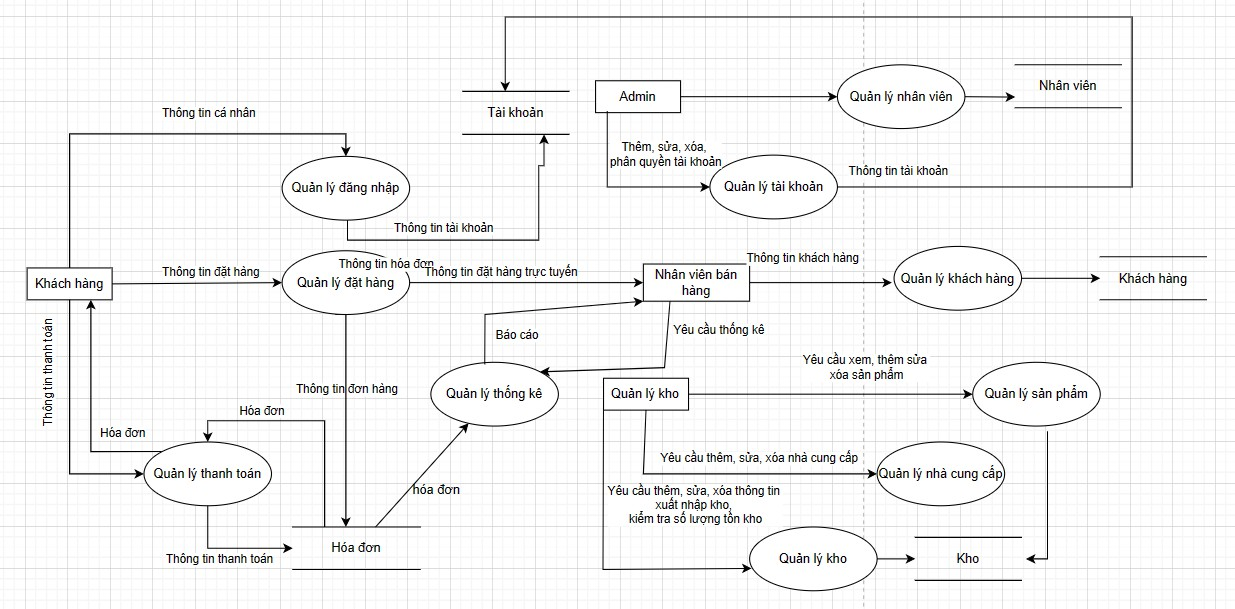 Thông tin cá nhân
Tài khoản
Admin
Quản lý nhân viên
Nhân viên
Thêm, sửa, xóa,
phân quyền tài khoản
Quản lý đăng nhập
Quản lý tài khoản
Thông tin tài khoản
Thông tin tài khoản
Khách hàng
Thông tin đặt hàng
Thông tin hóa đơn
Quản lý đặt hàng
Thông tin đặt hàng trực tuyến
Nhân viên bán
hàng
Thông tin khách hàng
Quản lý khách hàng
Khách hàng
Thông tin thanh toán
Báo cáo
Yêu cầu thống kê
Thông tin đơn hàng
Quản lý thống kê
Quản lý kho
Yêu cầu xem, thêm sửa
xóa sản phẩm
Quản lý sản phẩm
Hóa đơn
Hóa đơn
Quản lý thanh toán
hóa đơn
Yêu cầu thêm, sửa, xóa nhà cung cấp
Quản lý nhà cung cấp
Yêu cầu thêm, sửa, xóa thông tin
xuất nhập kho,
kiểm tra số lượng tồn kho
Thông tin thanh toán
Hóa đơn
Quản lý kho
Kho